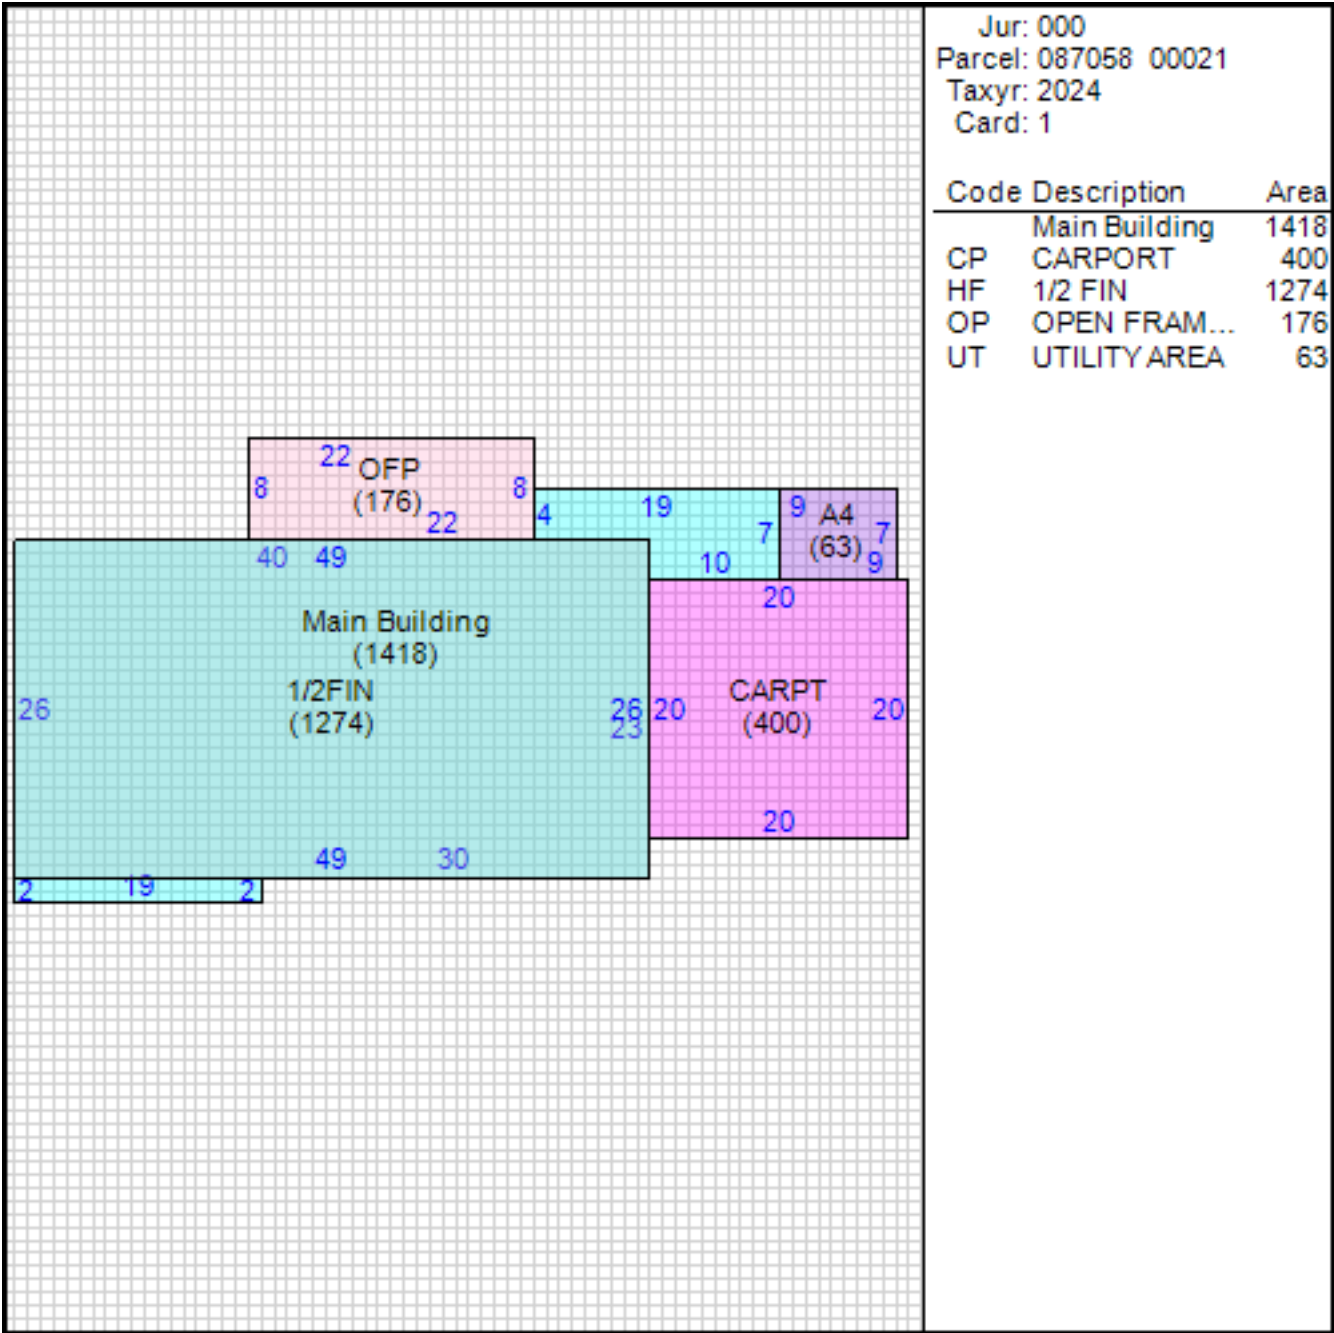 Jur: 000
Parcel: 087058 00021
Taxyr: 2024
Card: 1
Code Description Area
Main Building 1418
CP CARPORT 400
HF 1/2 FIN 1274
OP OPEN FRAM... 176
UT UTILITY AREA 63
22
OFP
8 8
(176)
22
4 19 9 A4
7 (63) 7
10 9
40 49
20
Main Building
(1418)
1/2FIN CARPT
26 (1274) 26 20 (400) 20
23
20
49 30
2 19 2